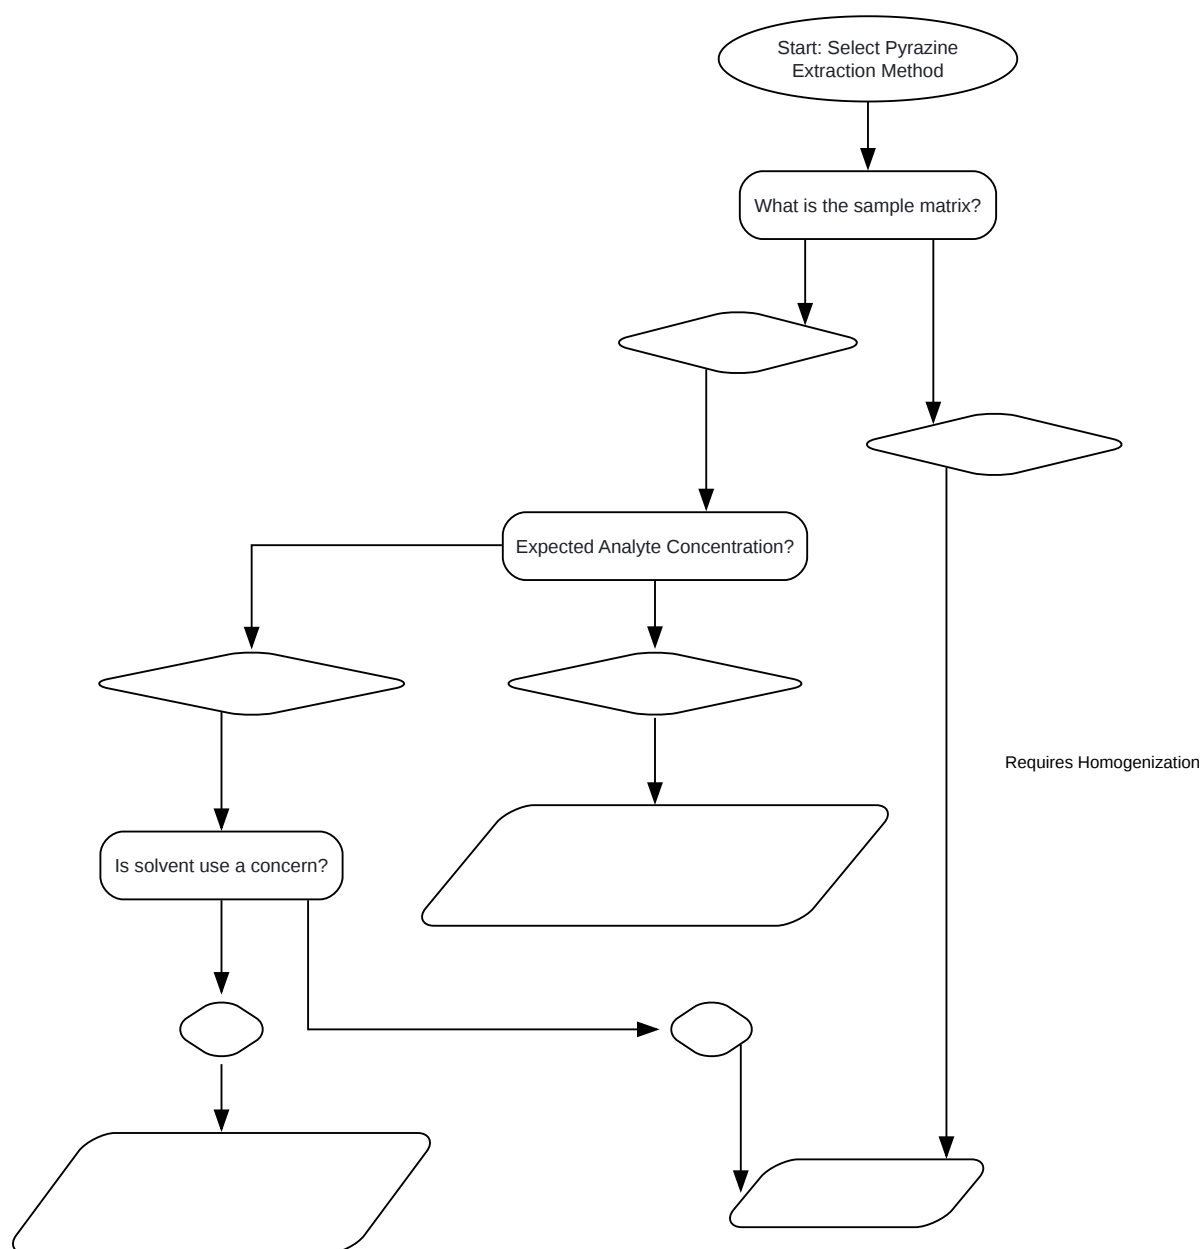 Start: Select Pyrazine
Extraction Method
What is the sample matrix?
Expected Analyte Concentration?
Requires Homogenization
Is solvent use a concern?